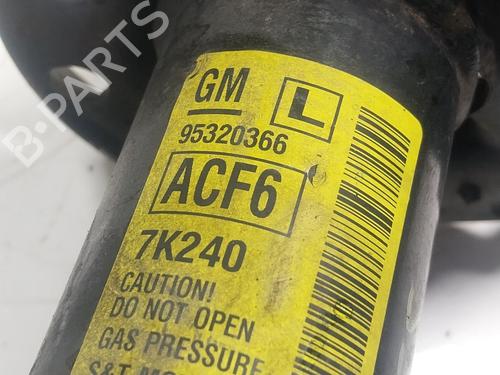 B-PARTS
GM L
95320366
ACF6
7K240
CAUTION!
DO NOT OPEN
GAS PRESSURE